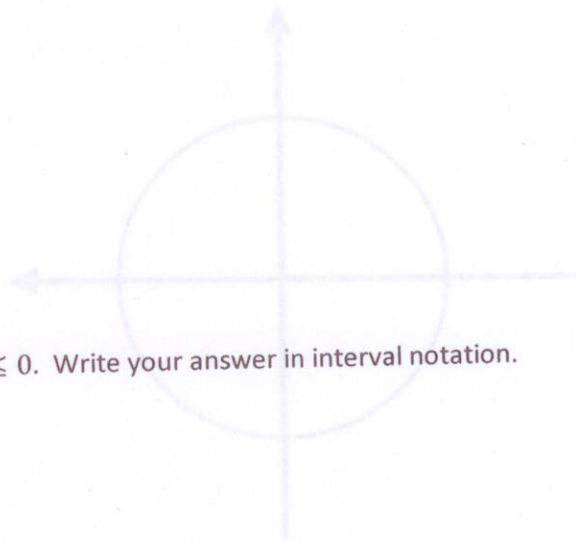 ≤ 0. Write your answer in interval notation.